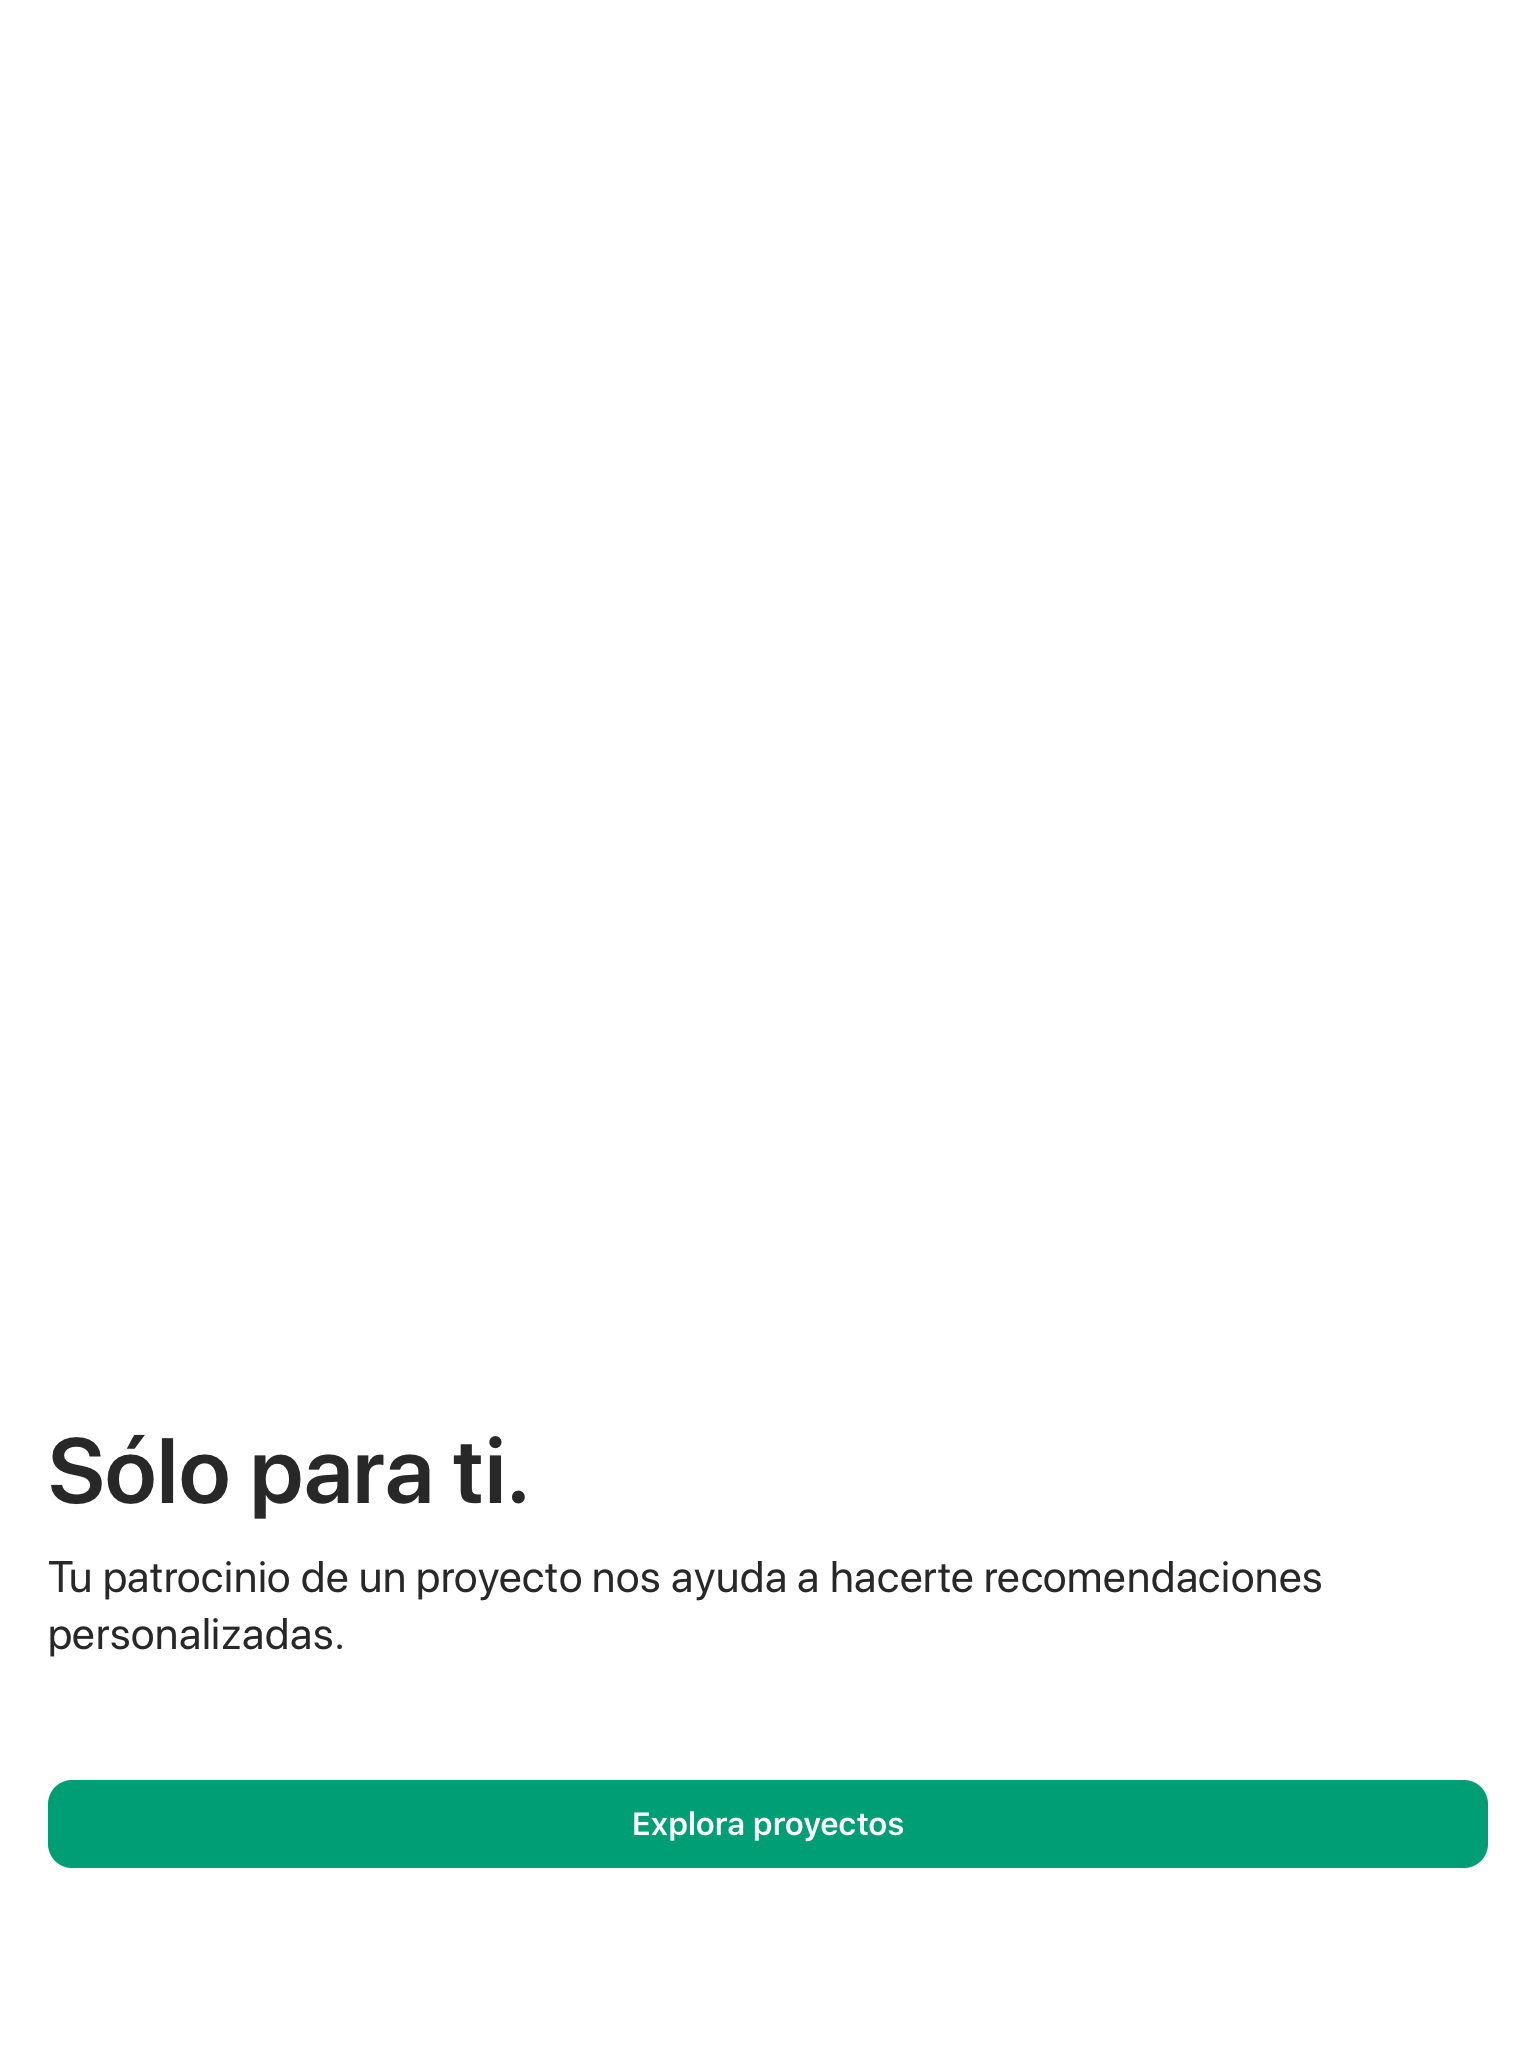 Sólo para ti.
Tu patrocinio de un proyecto nos ayuda a hacerte recomendaciones
personalizadas.
Explora proyectos